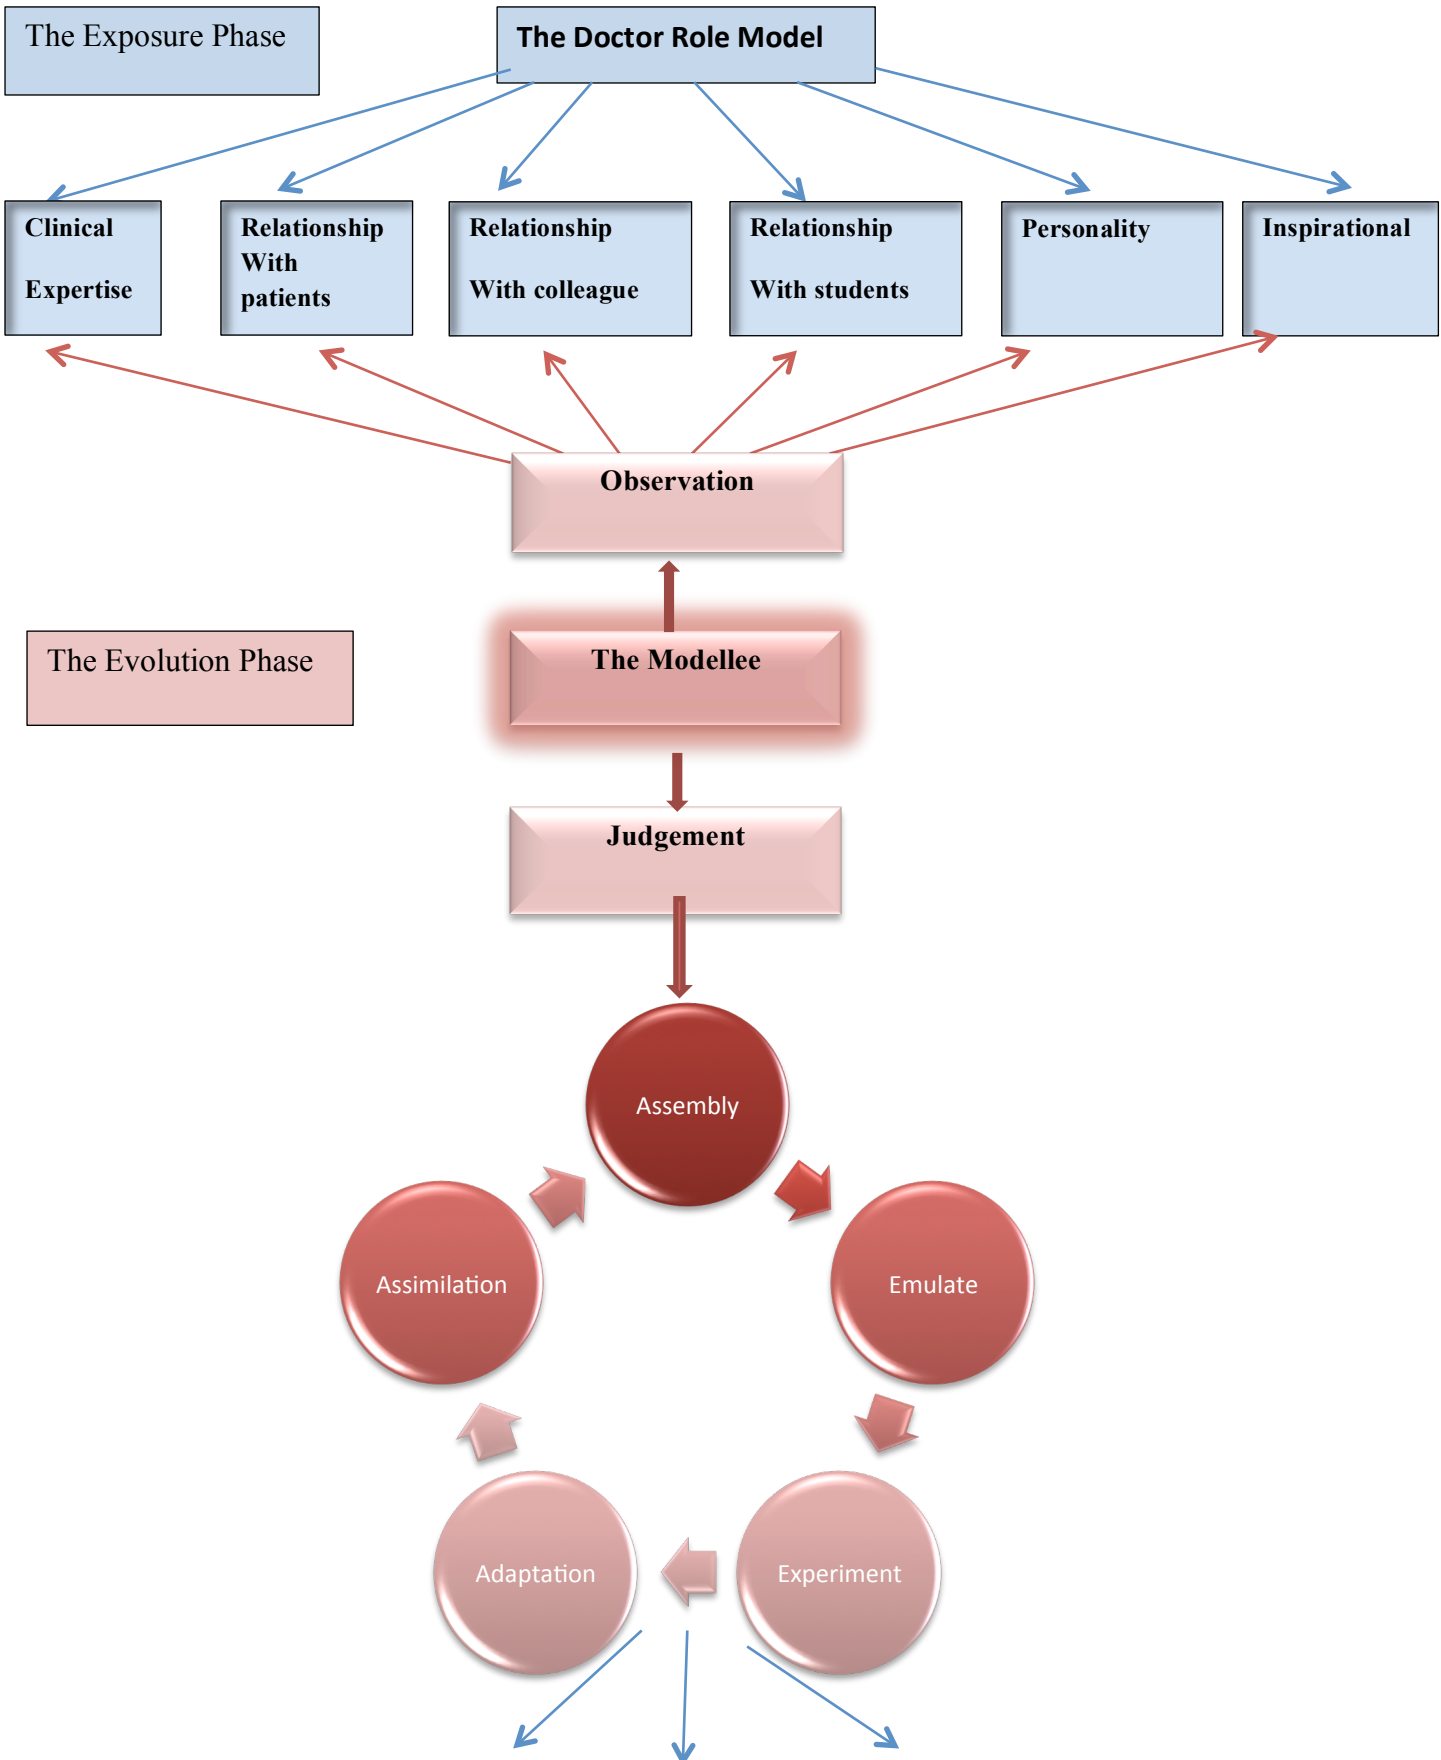 The Exposure Phase
The Doctor Role Model
Clinical
Expertise
Relationship
With
patients
Relationship
With colleague
Relationship
With students
Personality
Inspirational
Observation
The Evolution Phase
The Modellee
Judgement
Assembly
Emulate
Experiment
Adaptation
Assimilation